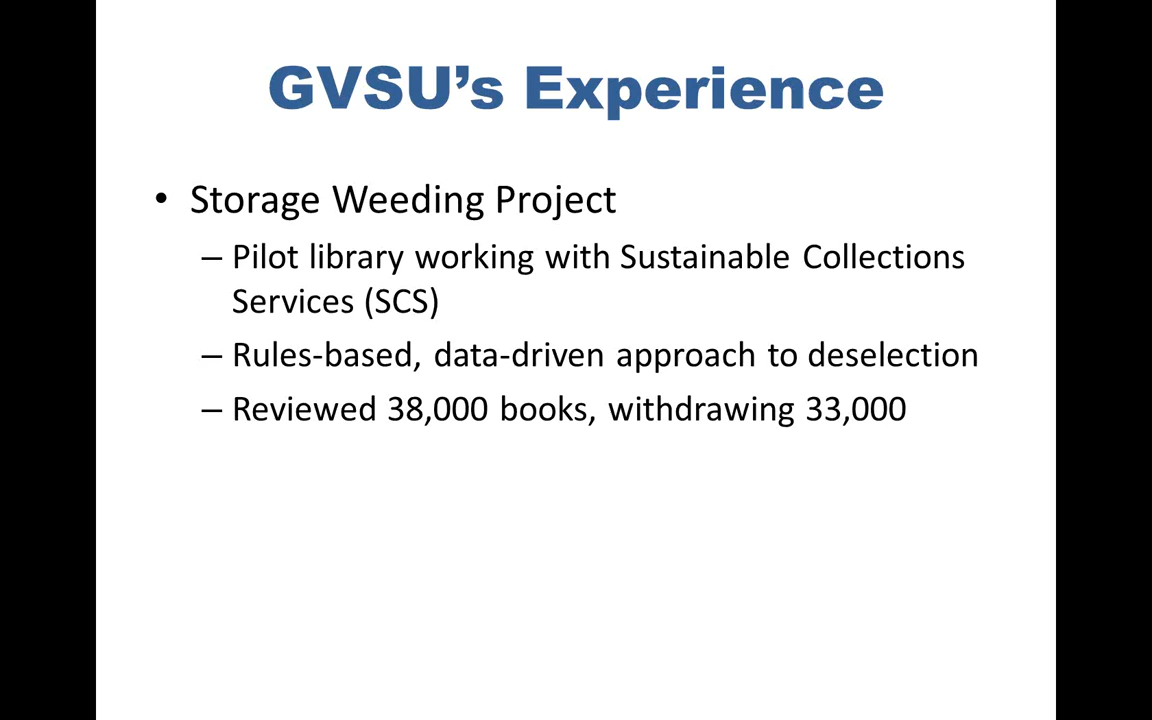 GVSU’s Experience
• Storage Weeding Project
– Pilot library working with Sustainable Collections
Services (SCS)
– Rules-based, data-driven approach to deselection
– Reviewed 38,000 books, withdrawing 33,000